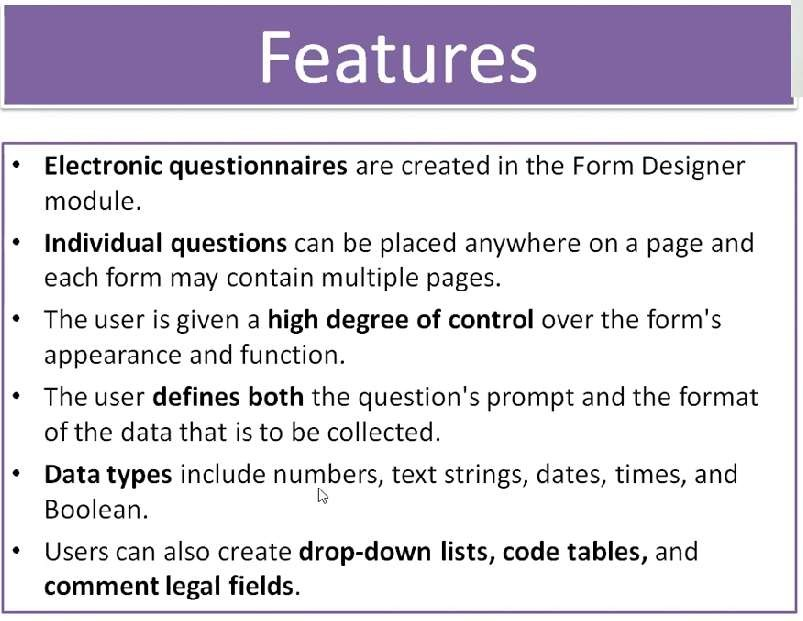 Features
• Electronic questionnaires are created in the Form Designer
module.
• Individual questions can be placed anywhere on a page and
each form may contain multiple pages.
• The user is given a high degree of control over the form's
appearance and function.
• The user defines both the question's prompt and the format
of the data that is to be collected.
• Data types include numbers, text strings, dates, times, and
Boolean.
• Users can also create drop-down lists, code tables, and
comment legal fields.